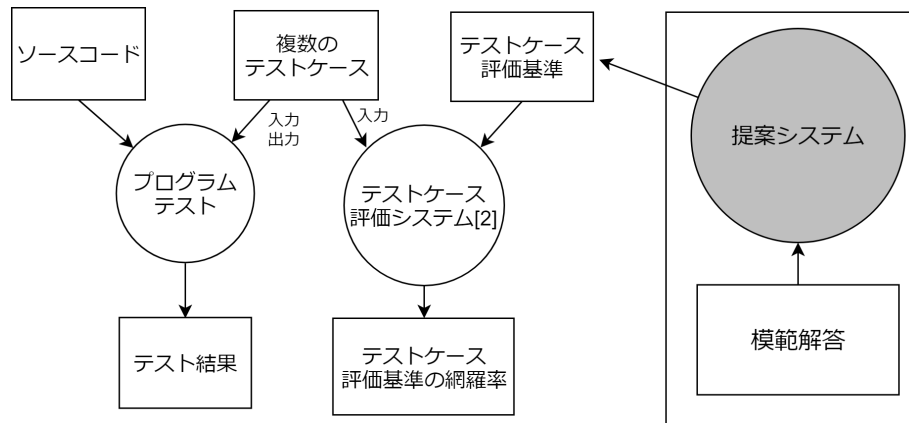 ソースコード
複数の
テストケース
テストケース
評価基準
入力
出力
入力
提案システム
プログラム
テスト
テストケース
評価システム[2]
テスト結果
テストケース
評価基準の網羅率
模範解答